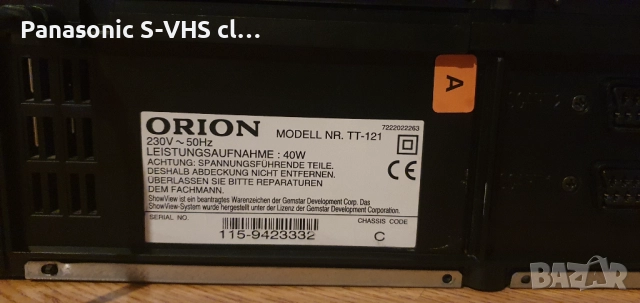 Panasonic S-VHS cl...
A
ORION
MODELL NR. TT-121
7222022263
230V ~ 50Hz
LEISTUNGSAUFNAHME : 40W
ACHTUNG: SPANNUNGSFÜHRENDE TEILE.
DESHALB ABDECKUNG NICHT ENTFERNEN.
ÜBERLASSEN SIE BITTE REPARATUREN
DEM FACHMANN.
ShowView ist ein beantragtes Warenzeichen der Gemstar Development Corp. Das
ShowView-System wurde hergestellt unter der Lizenz der Gemstar Development Corporation.
SERIAL NO.
CHASSIS CODE
115-9423332
C
BAZAR
bg